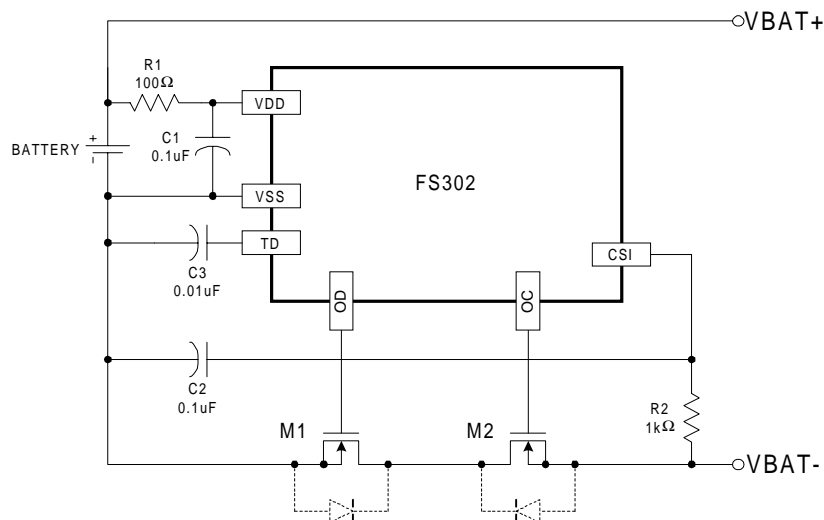 VBAT+
R1
100Ω
VDD
C1
0.1uF
+
BATTERY
-
FS302
VSS
TD
CSI
C3
0.01uF
OD
OC
C2
0.1uF
R2
1kΩ
M1
M2
VBAT-